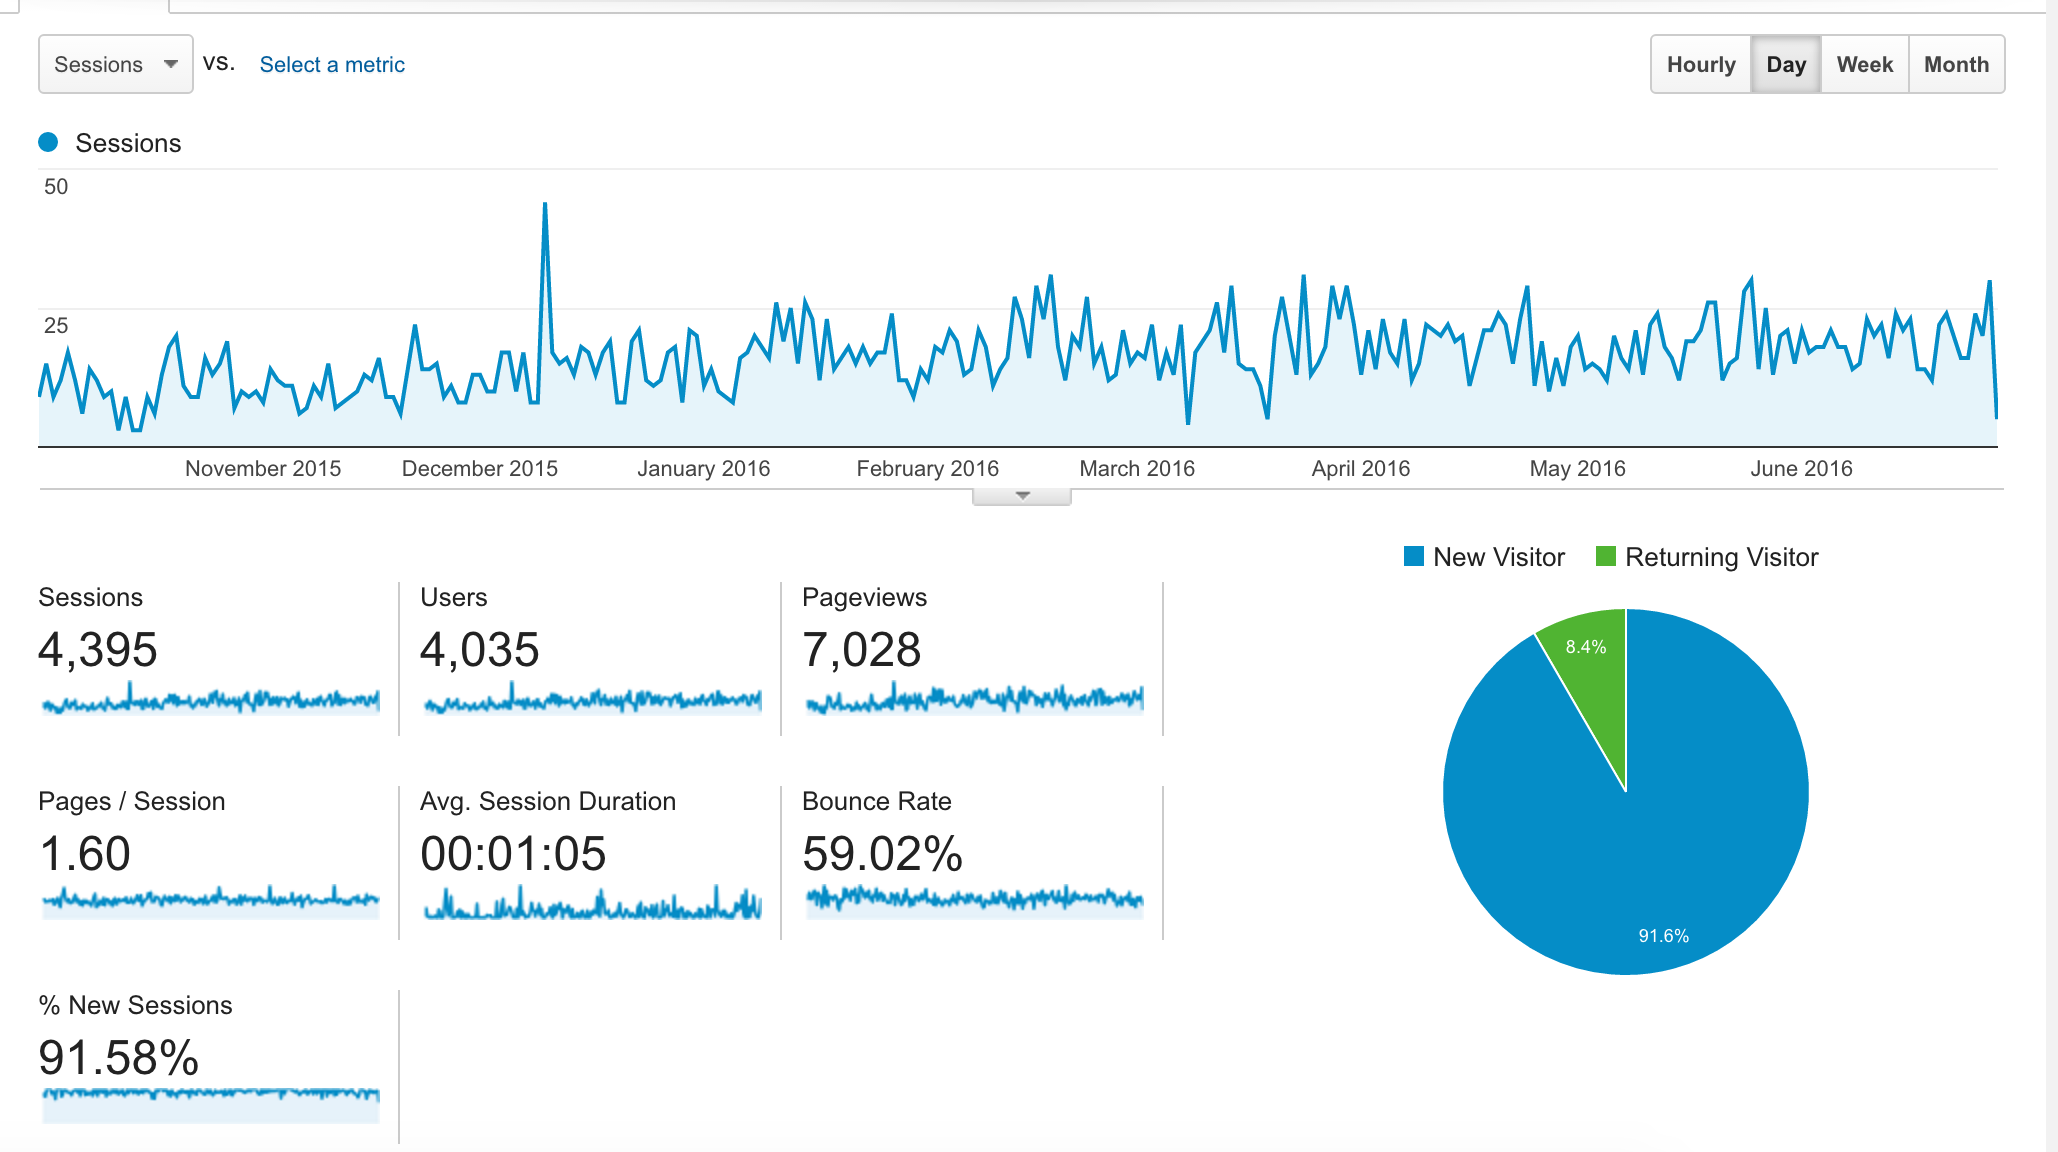 Sessions vs. Select a metric Hourly Day Week Month
Sessions
50
25
November 2015 December 2015 January 2016 February 2016 March 2016 April 2016 May 2016 June 2016
New Visitor Returning Visitor
Sessions Users Pageviews
4,395 4,035 7,028
8.4%
Pages / Session Avg. Session Duration Bounce Rate
1.60 00:01:05 59.02%
91.6%
% New Sessions
91.58%